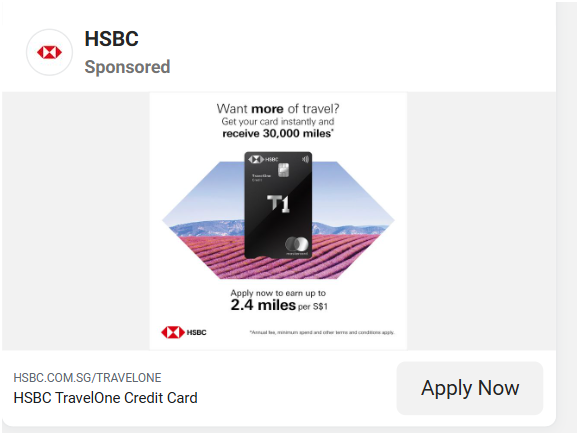 HSBC
Sponsored
Want more of travel?
Get your card instantly and
receive 30,000 miles*
HSBC
TravelOne
T1
Apply now to earn up to
2.4 miles per S$1
HSBC
*Annual fee, minimum spend and other terms and conditions apply.
HSBC.COM.SG/TRAVELONE
HSBC TravelOne Credit Card
Apply Now